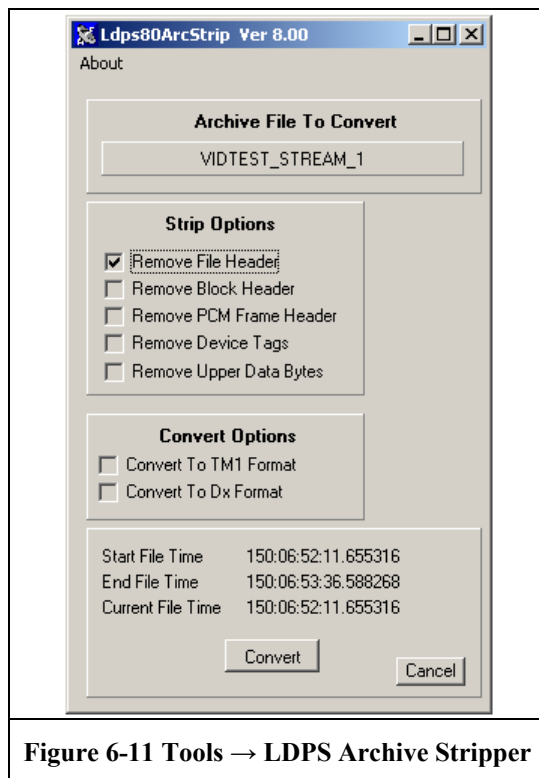 Ldps80ArcStrip Ver 8.00
About
Archive File To Convert
VIDTEST_STREAM_1
Strip Options
Remove File Header
Remove Block Header
Remove PCM Frame Header
Remove Device Tags
Remove Upper Data Bytes
Convert Options
Convert To TM1 Format
Convert To Dx Format
Start File Time 150:06:52:11.655316
End File Time 150:06:53:36.588268
Current File Time 150:06:52:11.655316
Convert
Cancel
Figure 6-11 Tools → LDPS Archive Stripper